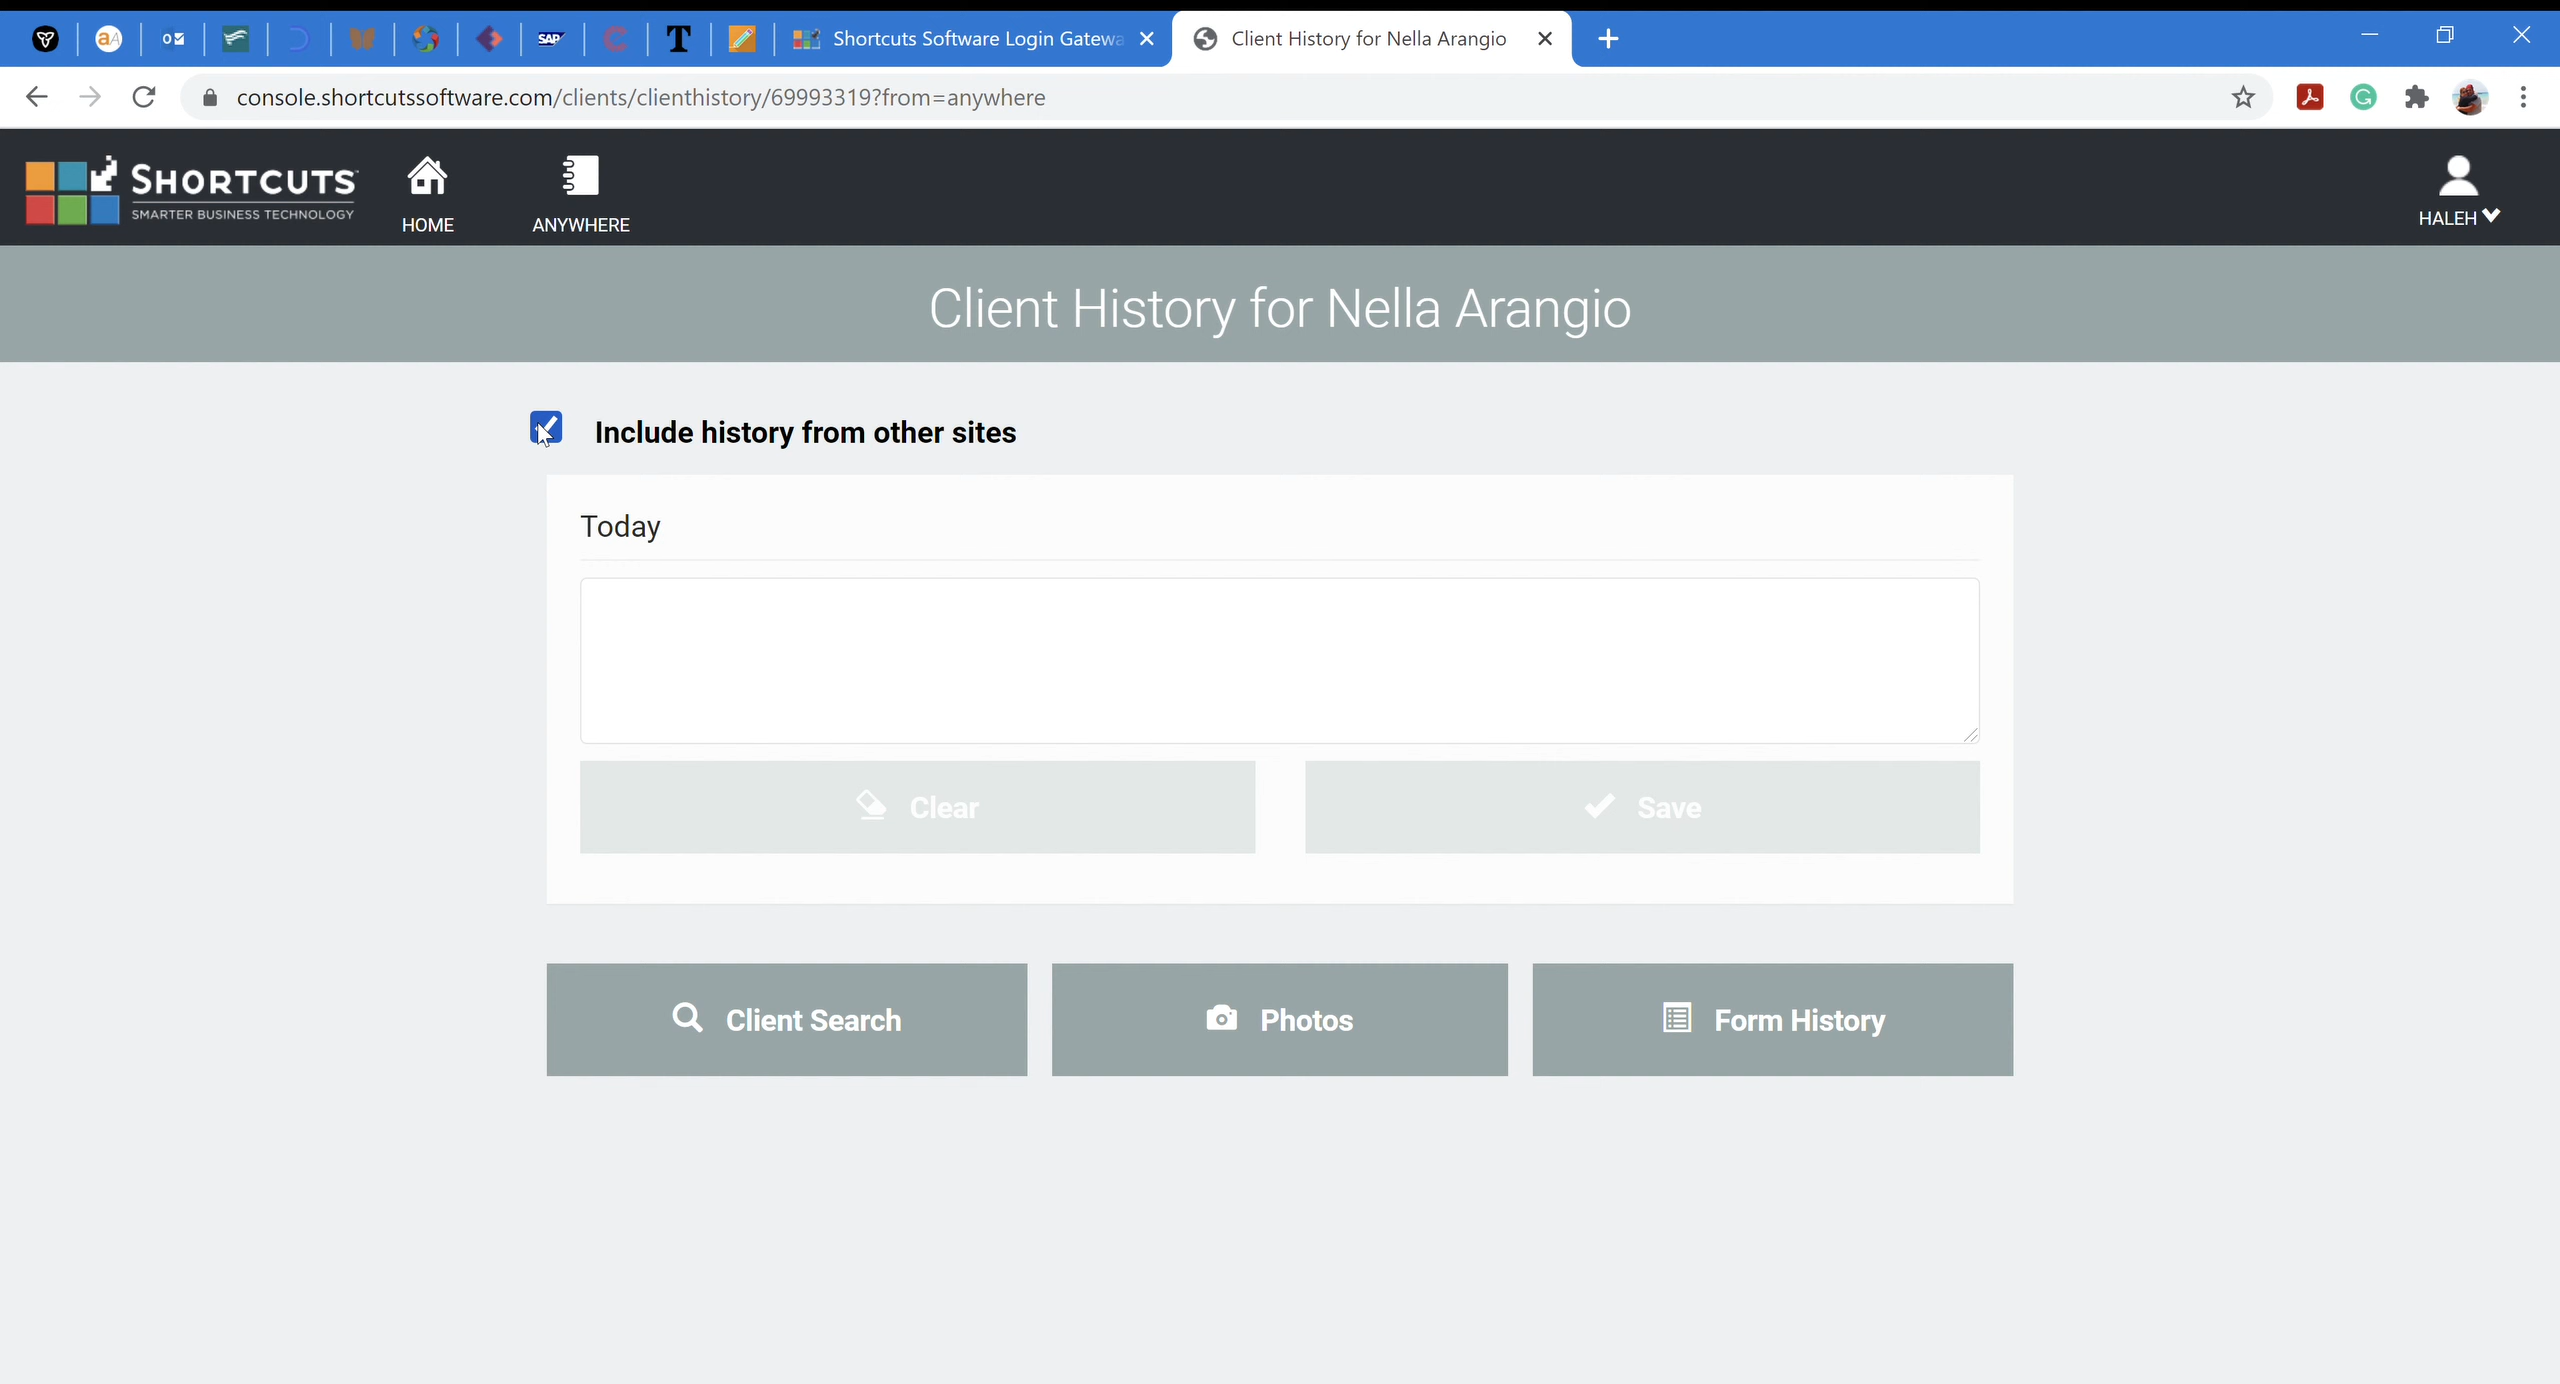 aA
SAP
T
Shortcuts Software Login Gatewa
Client History for Nella Arangio
console.shortcutssoftware.com/clients/clienthistory/69993319?from=anywhere
SHORTCUTS
SMARTER BUSINESS TECHNOLOGY
HOME
ANYWHERE
HALEH
Client History for Nella Arangio
Include history from other sites
Today
Clear
Save
Client Search
Photos
Form History